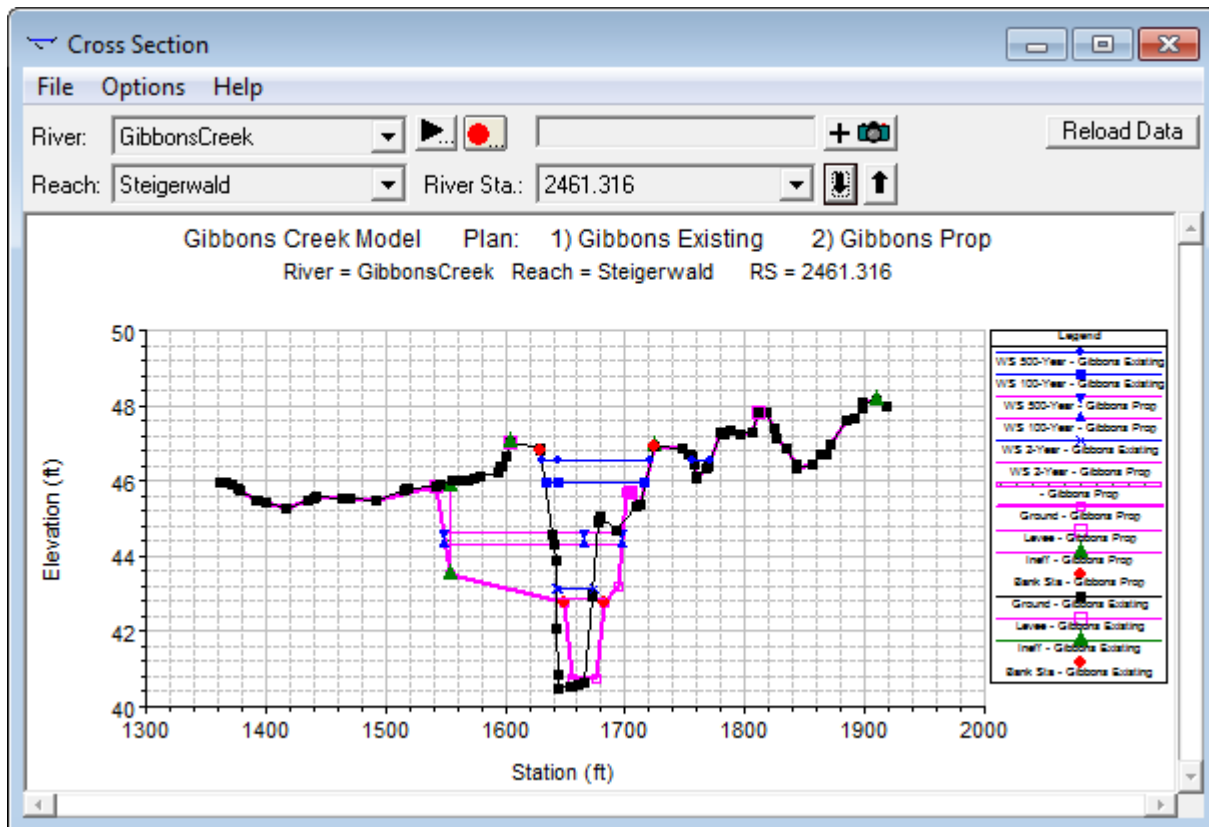 Cross Section
File Options Help
River: GibbonsCreek ... ... Reload Data
Reach: Steigerwald River Sta.: 2461.316
Gibbons Creek Model Plan: 1) Gibbons Existing 2) Gibbons Prop
River = GibbonsCreek Reach = Steigerwald RS = 2461.316
Elevation (ft)
50
48
46
44
42
40
1300 1400 1500 1600 1700 1800 1900 2000
Station (ft)
Legend
WS 500-Year - Gibbons Existing
WS 100-Year - Gibbons Existing
WS 500-Year - Gibbons Prop
WS 100-Year - Gibbons Prop
WS 2-Year - Gibbons Existing
WS 2-Year - Gibbons Prop
- Gibbons Prop
Ground - Gibbons Prop
Levee - Gibbons Prop
Ineff - Gibbons Prop
Bank Sta - Gibbons Prop
Ground - Gibbons Existing
Levee - Gibbons Existing
Ineff - Gibbons Existing
Bank Sta - Gibbons Existing